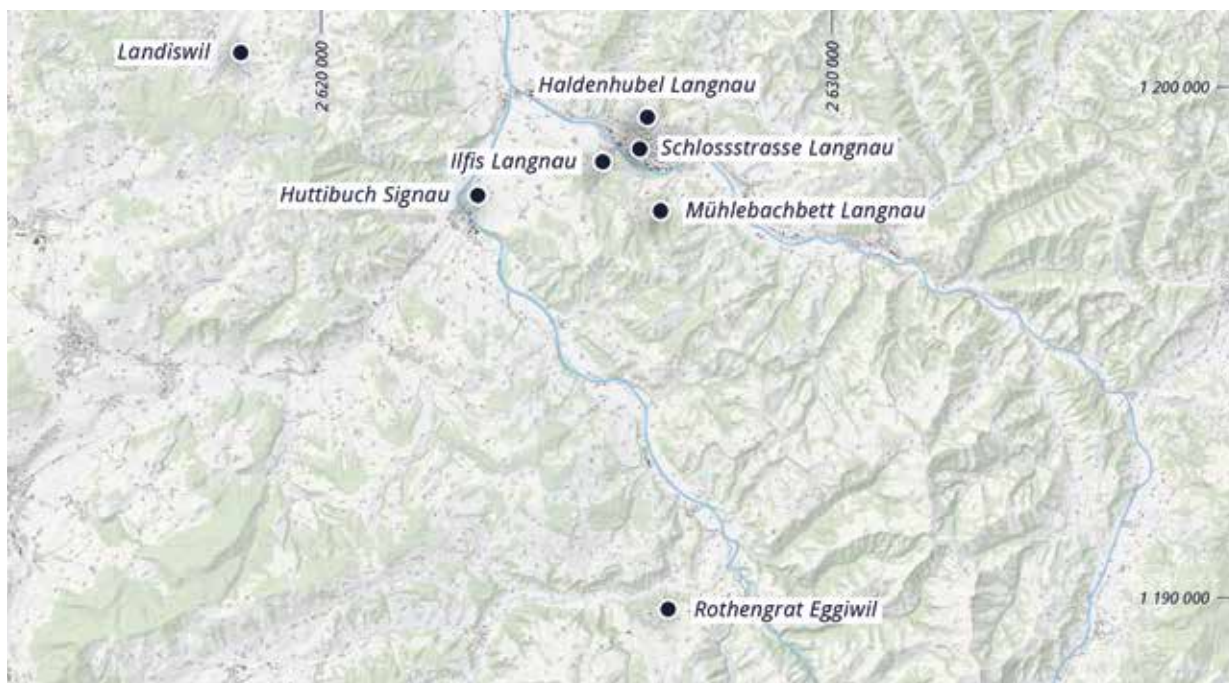 Landiswil
2 620 000
2 630 000
1 200 000
Haldenhubel Langnau
Schlossstrasse Langnau
Ilfis Langnau
Huttibuch Signau
Mühlebachbett Langnau
Rothengrat Eggiwil
1 190 000